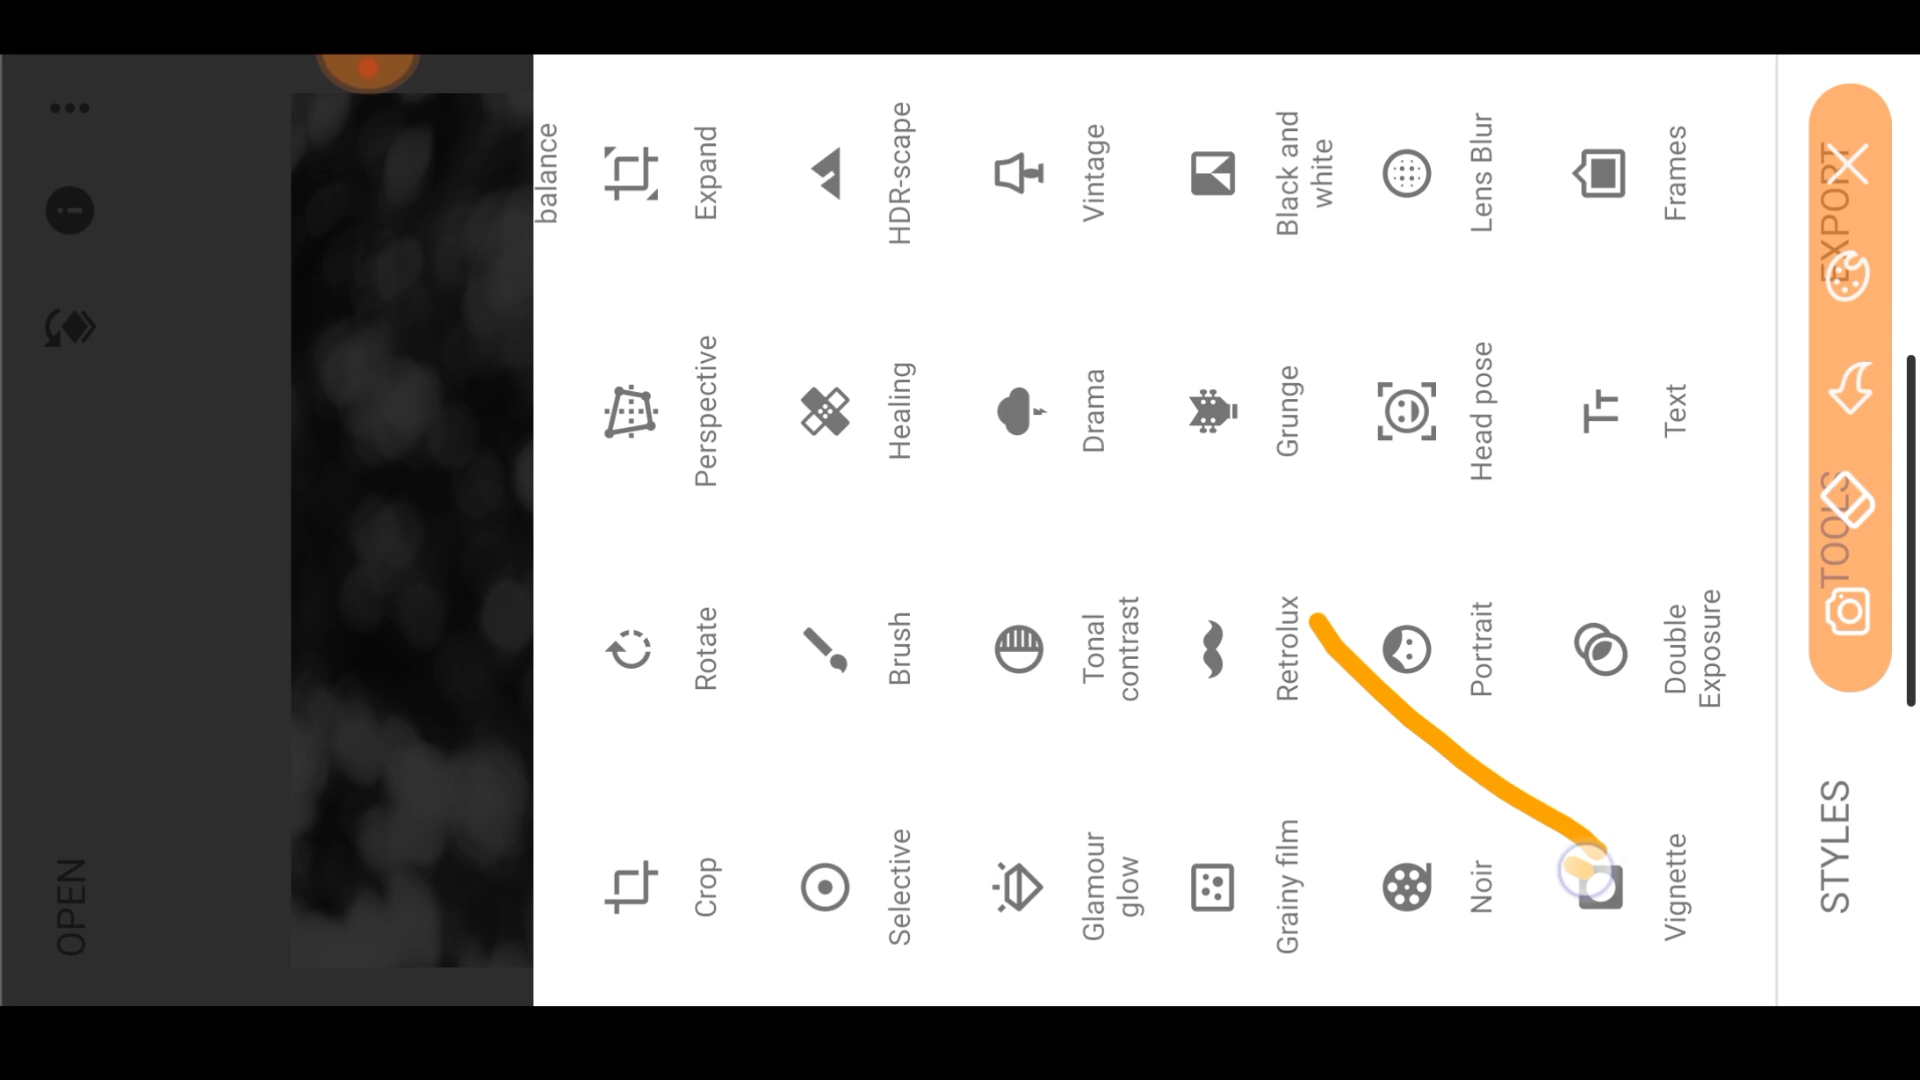 OPEN
balance
Crop
Rotate
Perspective
Expand
Selective
Brush
Healing
HDR-scape
Glamour
glow
Tonal
contrast
Drama
Vintage
Grainy film
Retrolux
Grunge
Black and
white
Noir
Portrait
Head pose
Lens Blur
Vignette
Double
Exposure
Text
Frames
STYLES
TOOLS
EXPORT